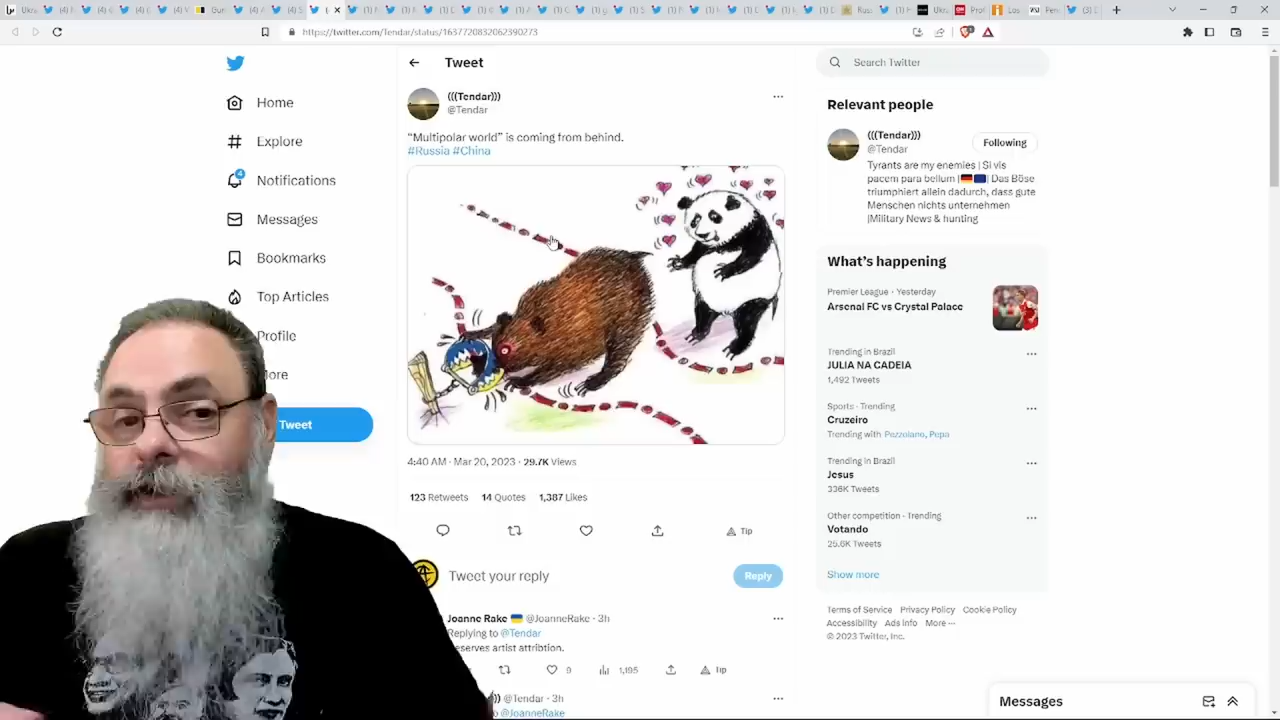 https://twitter.com/Tendar/status/1637720832062390273
Home
Explore
4
Notifications
Messages
Bookmarks
Top Articles
Profile
Tweet
Tweet
(((Tendar)))
@Tendar
“Multipolar world” is coming from behind.
#Russia #China
4:40 AM · Mar 20, 2023 · 29.7K Views
123 Retweets 14 Quotes 1,387 Likes
Tip
Tweet your reply
Reply
Joanne Rake @JoanneRake · 3h
Replying to @Tendar
artist attribtion.
9 1,195 Tip
@Tendar · 3h
@JoanneRake
Search Twitter
Relevant people
(((Tendar)))
@Tendar
Following
Tyrants are my enemies | Si vis
pacem para bellum | Das Böse
triumphiert allein dadurch, dass gute
Menschen nichts unternehmen
|Military News & hunting
What’s happening
Premier League · Yesterday
Arsenal FC vs Crystal Palace
Trending in Brazil
JULIA NA CADEIA
1,492 Tweets
Sports · Trending
Cruzeiro
Trending with Pezzolano, Pepa
Trending in Brazil
Jesus
336K Tweets
Other competition · Trending
Votando
25.6K Tweets
Show more
Terms of Service Privacy Policy Cookie Policy
Accessibility Ads info More ···
© 2023 Twitter, Inc.
Messages